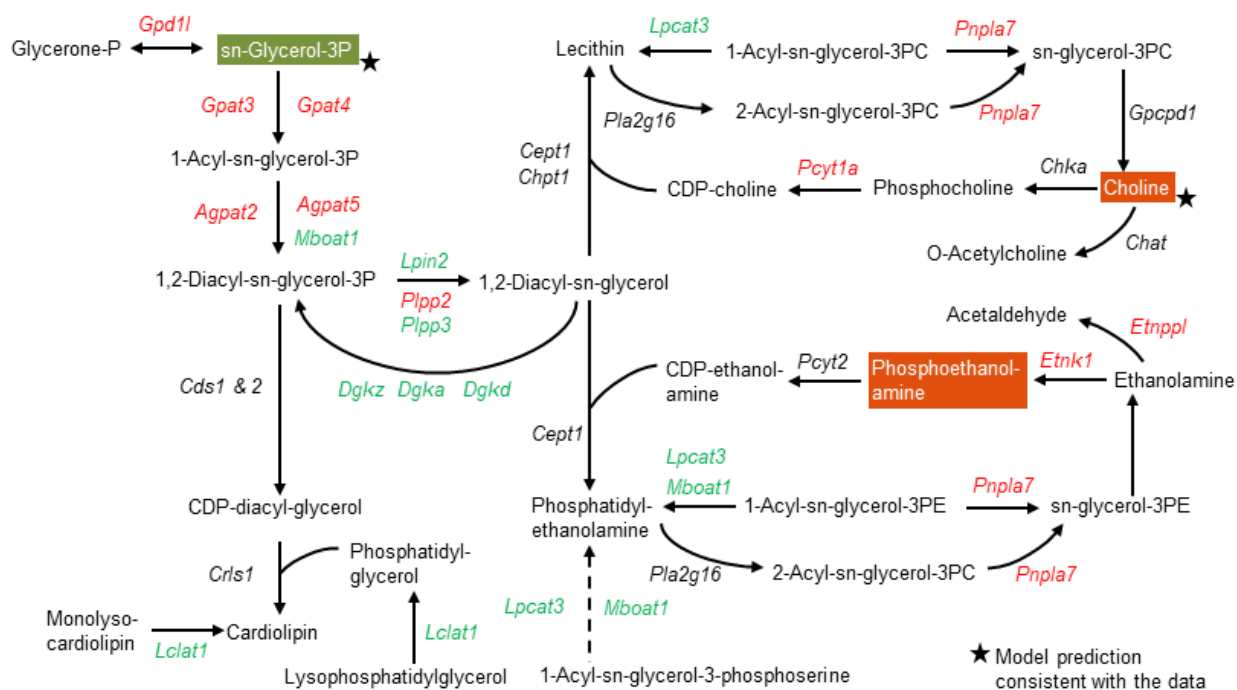 Gpd1l
Glycerone-P
sn-Glycerol-3P
Gpat3
Gpat4
1-Acyl-sn-glycerol-3P
Agpat2
Agpat5
Mboat1
1,2-Diacyl-sn-glycerol-3P
Lpin2
Plpp2
Plpp3
1,2-Diacyl-sn-glycerol
Dgkz Dgka Dgkd
Cds1 & 2
CDP-diacyl-glycerol
Crls1
Phosphatidyl-
glycerol
Monolyso-
cardiolipin
Lclat1
Cardiolipin
Lclat1
Lysophosphatidylglycerol
Lecithin
Lpcat3
1-Acyl-sn-glycerol-3PC
Pnpla7
sn-glycerol-3PC
Pla2g16
2-Acyl-sn-glycerol-3PC
Pnpla7
Gpcpd1
Cept1
Chpt1
CDP-choline
Pcyt1a
Phosphocholine
Chka
Choline
O-Acetylcholine
Chat
Acetaldehyde
Etnppl
CDP-ethanol-
amine
Pcyt2
Phosphoethanol-
amine
Etnk1
Ethanolamine
Cept1
Lpcat3
Mboat1
Phosphatidyl-
ethanolamine
1-Acyl-sn-glycerol-3PE
Pnpla7
sn-glycerol-3PE
Pla2g16
2-Acyl-sn-glycerol-3PC
Pnpla7
Lpcat3
Mboat1
1-Acyl-sn-glycerol-3-phosphoserine
Model prediction
consistent with the data